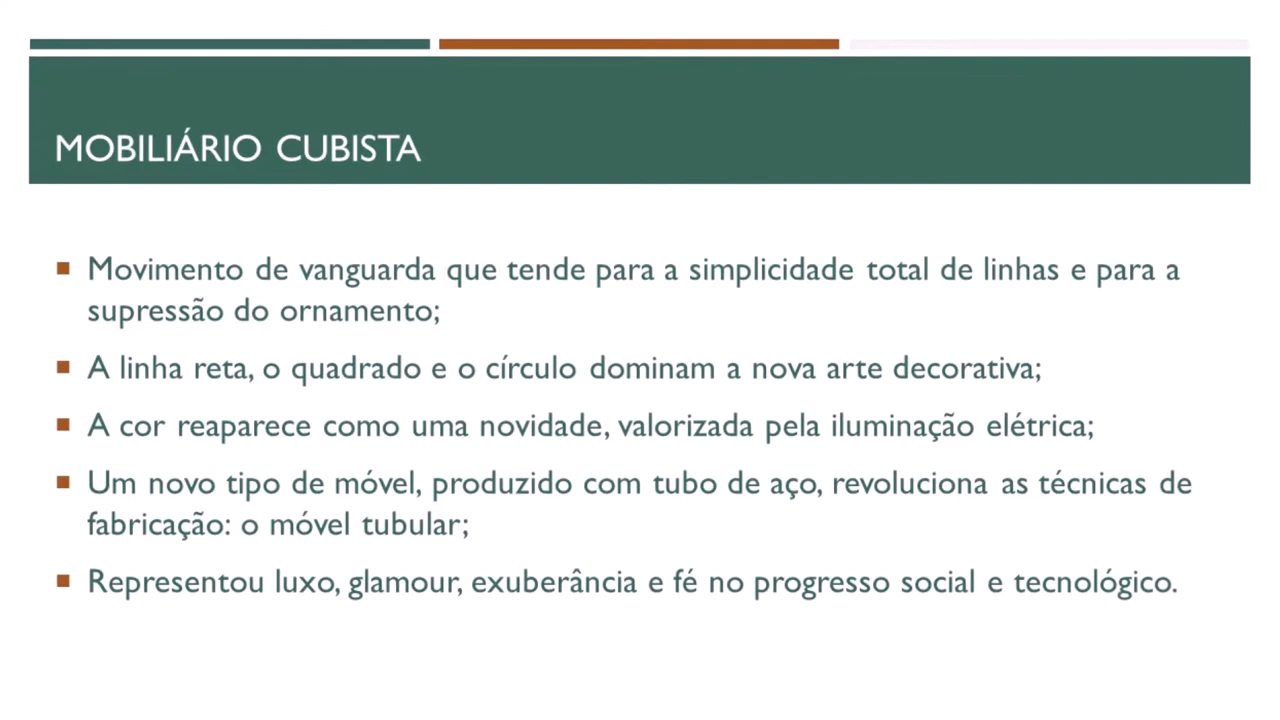 MOBILIÁRIO CUBISTA
Movimento de vanguarda que tende para a simplicidade total de linhas e para a
supressão do ornamento;
A linha reta, o quadrado e o círculo dominam a nova arte decorativa;
A cor reaparece como uma novidade, valorizada pela iluminação elétrica;
Um novo tipo de móvel, produzido com tubo de aço, revoluciona as técnicas de
fabricação: o móvel tubular;
Representou luxo, glamour, exuberância e fé no progresso social e tecnológico.